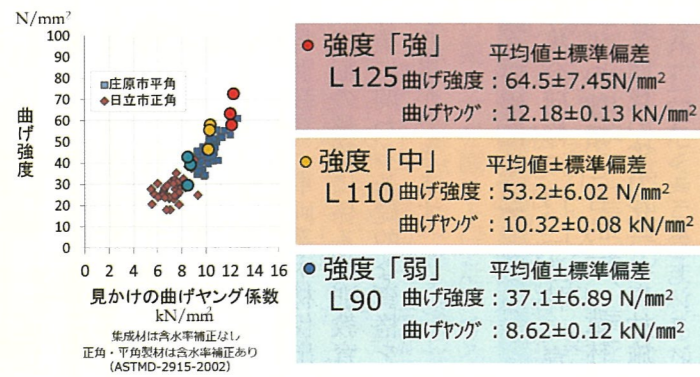 N/mm²
100
90
80
70
60
50
40
30
20
10
0
曲げ強度
庄原市平角
日立市正角
0 2 4 6 8 10 12 14 16
見かけの曲げヤング係数
kN/mm²
集成材は含水率補正なし
正角・平角製材は含水率補正あり
(ASTMD-2915-2002)
強度「強」 平均値±標準偏差
L 125 曲げ強度:64.5±7.45N/mm²
曲げヤング:12.18±0.13 kN/mm²
強度「中」 平均値±標準偏差
L 110 曲げ強度:53.2±6.02 N/mm²
曲げヤング:10.32±0.08 kN/mm²
強度「弱」 平均値±標準偏差
L 90 曲げ強度:37.1±6.89 N/mm²
曲げヤング:8.62±0.12 kN/mm²